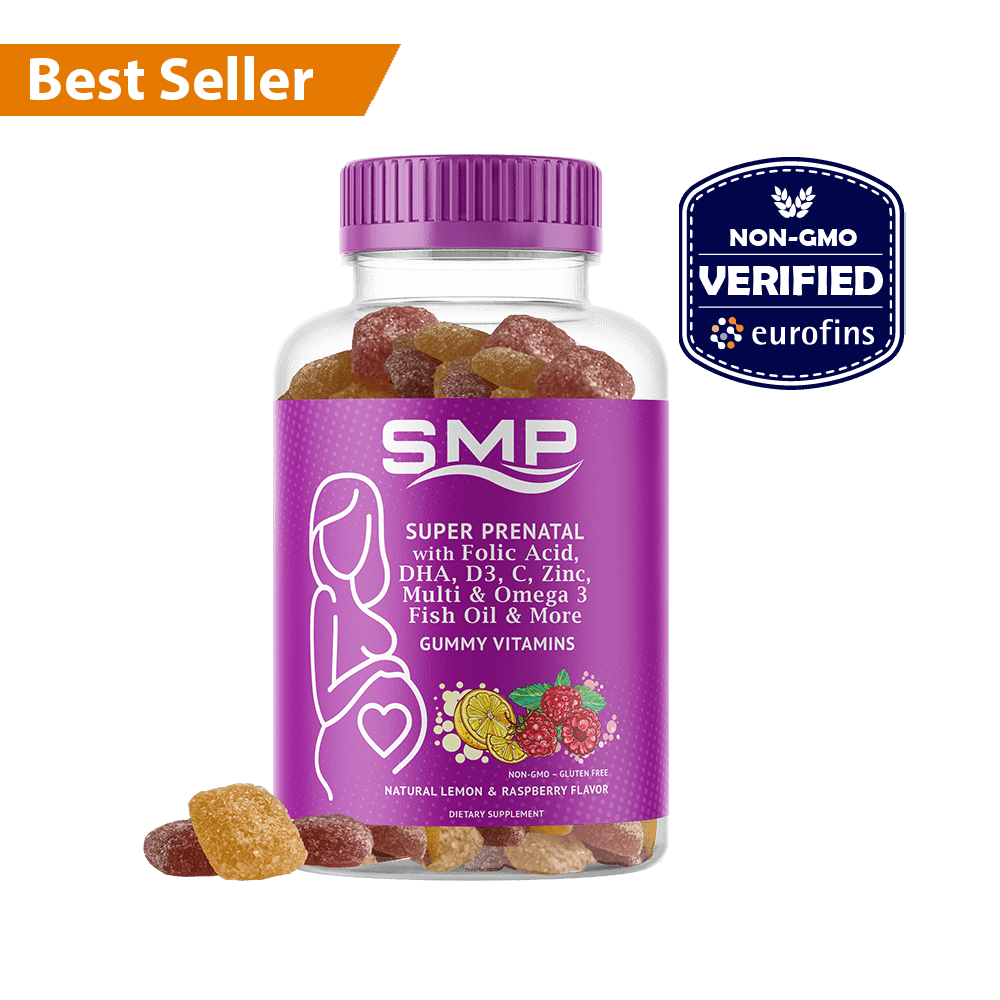 Best Seller
NON-GMO
VERIFIED
eurofins
SMP
SUPER PRENATAL
with Folic Acid,
DHA, D3, C, Zinc,
Multi & Omega 3
Fish Oil & More
GUMMY VITAMINS
NON-GMO – GLUTEN FREE
NATURAL LEMON & RASPBERRY FLAVOR
DIETARY SUPPLEMENT